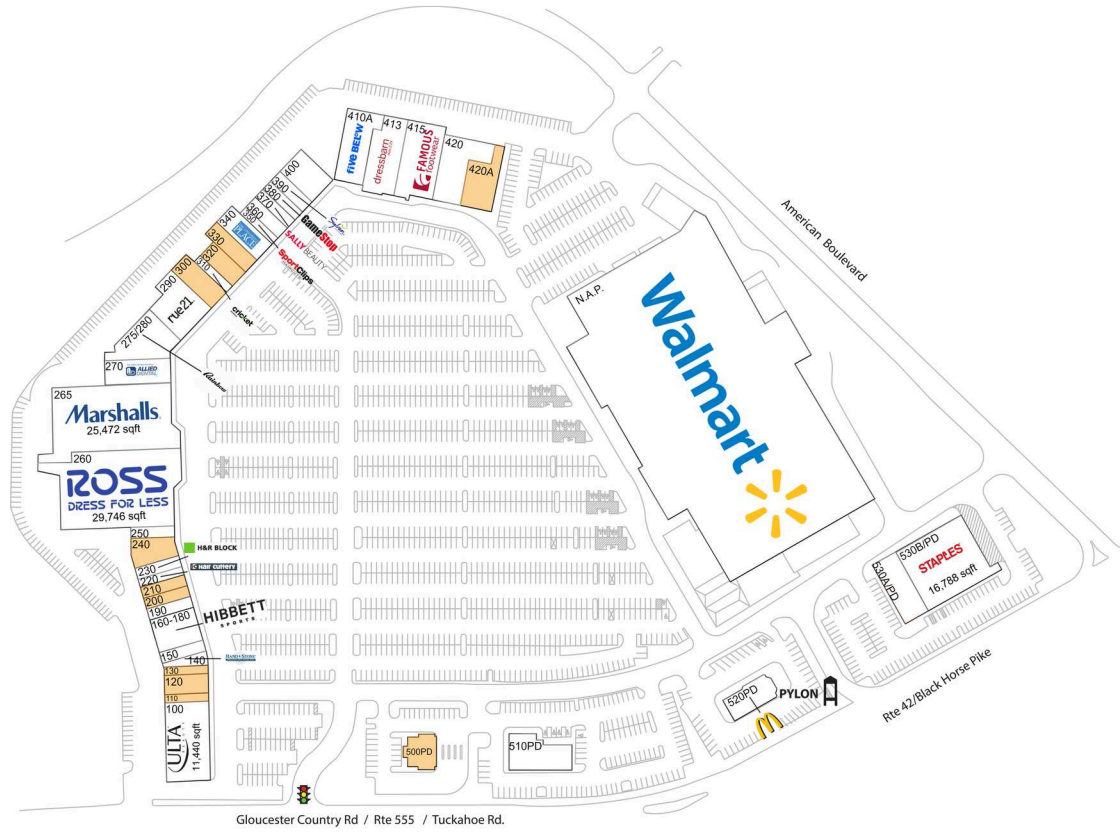 410A
413
415
420
420A
five BELOW
dressbarn
FAMOUS
footwear
400
390
380
370
360
350
340
330
320
310
300
290
275/280
PLACE
GameStop
SALLY BEAUTY
SportClips
cricket
rue21
Rainbow
270
ALLIED
DENTAL
265
Marshalls
25,472 sqft
260
ROSS
DRESS FOR LESS
29,746 sqft
250
240
230
220
210
200
190
160-180
150
140
130
120
110
100
H&R BLOCK
Hair Cuttery
HIBBETT
SPORTS
HAND & STONE
ULTA
BEAUTY
11,440 sqft
N.A.P.
Walmart
American Boulevard
530B/PD
530A/PD
STAPLES
16,788 sqft
Rte 42/Black Horse Pike
520PD
PYLON
510PD
500PD
Gloucester Country Rd / Rte 555 / Tuckahoe Rd.